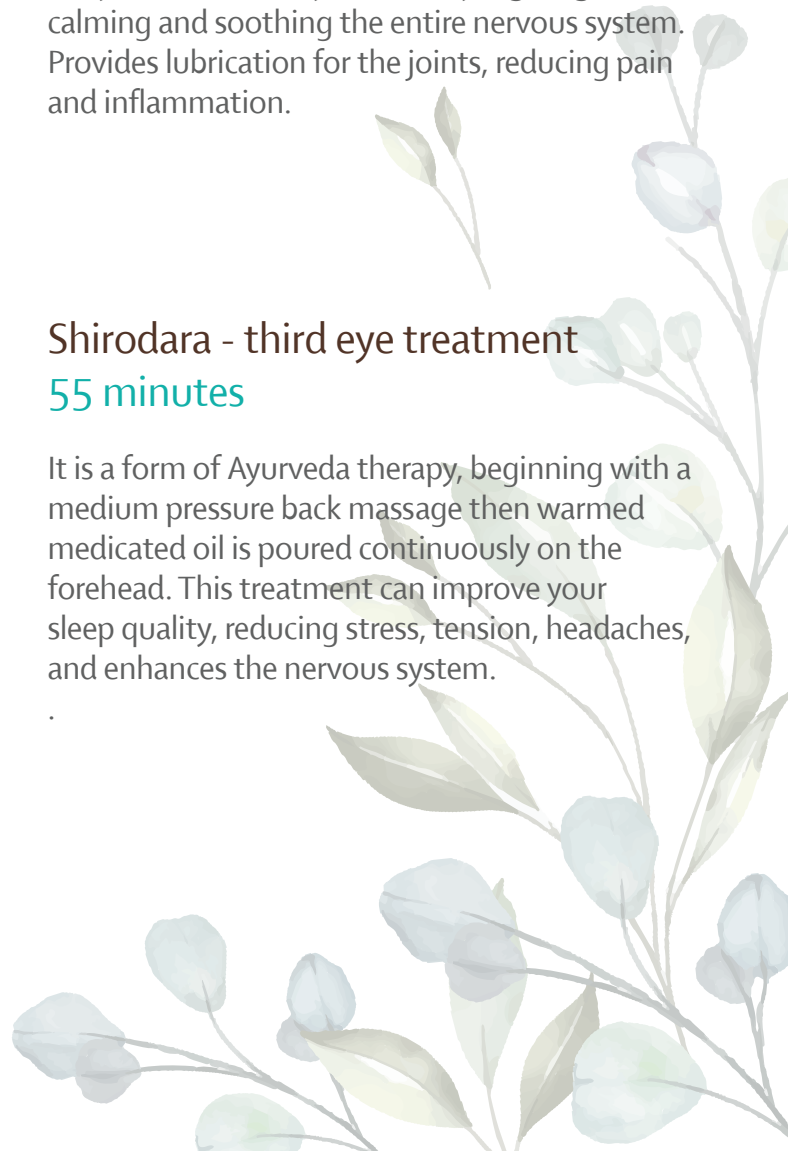 calming and soothing the entire nervous system.
Provides lubrication for the joints, reducing pain
and inflammation.
Shirodara - third eye treatment
55 minutes
It is a form of Ayurveda therapy, beginning with a
medium pressure back massage then warmed
medicated oil is poured continuously on the
forehead. This treatment can improve your
sleep quality, reducing stress, tension, headaches,
and enhances the nervous system.
.